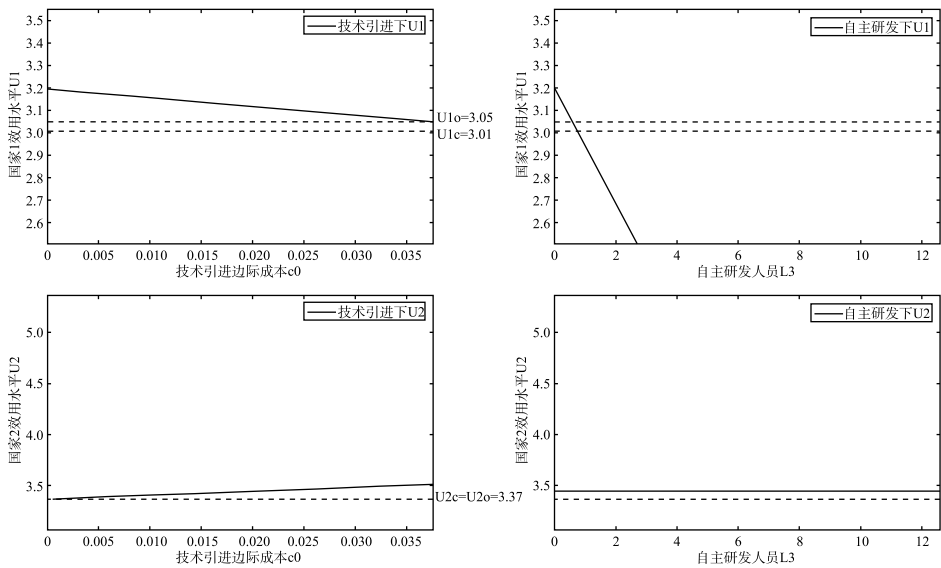 技术引进下U1
国家1效用水平U1
3.5
3.4
3.3
3.2
3.1
3.0
2.9
2.8
2.7
2.6
U1o=3.05
U1c=3.01
0 0.005 0.010 0.015 0.020 0.025 0.030 0.035
技术引进边际成本c0
自主研发下U1
国家1效用水平U1
3.5
3.4
3.3
3.2
3.1
3.0
2.9
2.8
2.7
2.6
0 2 4 6 8 10 12
自主研发人员L3
技术引进下U2
国家2效用水平U2
5.0
4.5
4.0
3.5
U2c=U2o=3.37
0 0.005 0.010 0.015 0.020 0.025 0.030 0.035
技术引进边际成本c0
自主研发下U2
国家2效用水平U2
5.0
4.5
4.0
3.5
0 2 4 6 8 10 12
自主研发人员L3